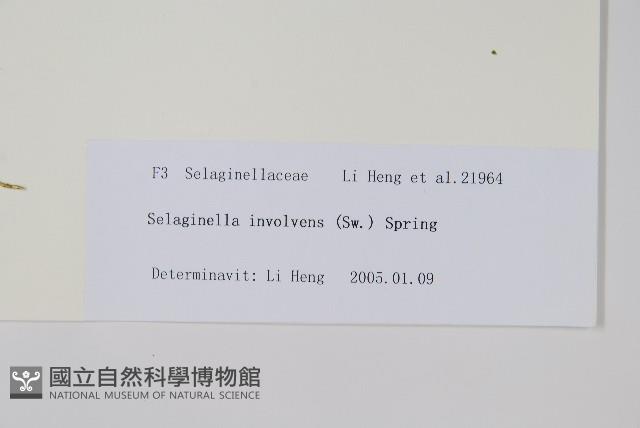 F3 Selaginellaceae Li Heng et al.21964
Selaginella involvens (Sw.) Spring
Determinavit: Li Heng 2005.01.09
國立自然科學博物館
NATIONAL MUSEUM OF NATURAL SCIENCE